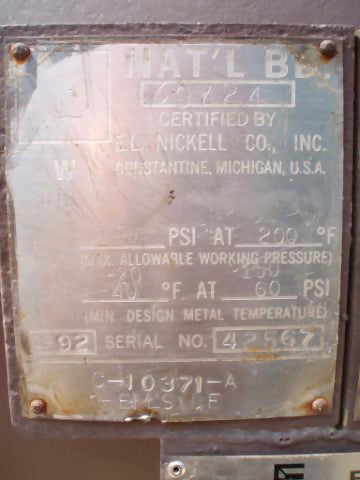 NAT'L BD.
CERTIFIED BY
E.L. NICKELL CO., INC.
CONSTANTINE, MICHIGAN, U.S.A.
W
PSI AT 200 °F
(MAX. ALLOWABLE WORKING PRESSURE)
-20 150
-40 °F. AT 60 PSI
(MIN. DESIGN METAL TEMPERATURE)
92 SERIAL NO. 42567
C-10371-A